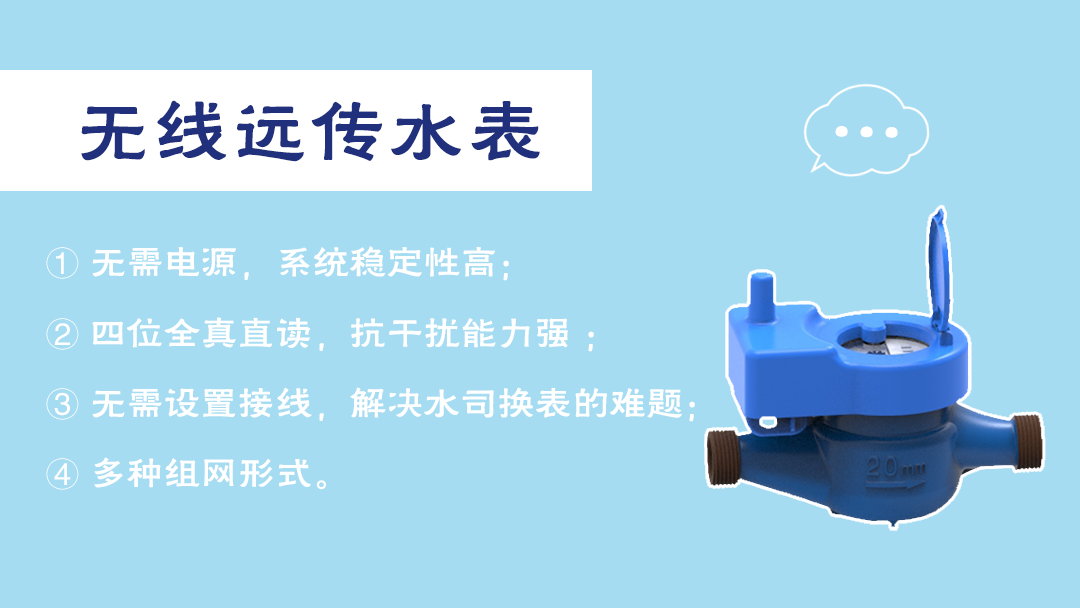 无线远传水表
① 无需电源，系统稳定性高；
② 四位全真直读，抗干扰能力强 ；
③ 无需设置接线，解决水司换表的难题；
④ 多种组网形式。
20mm